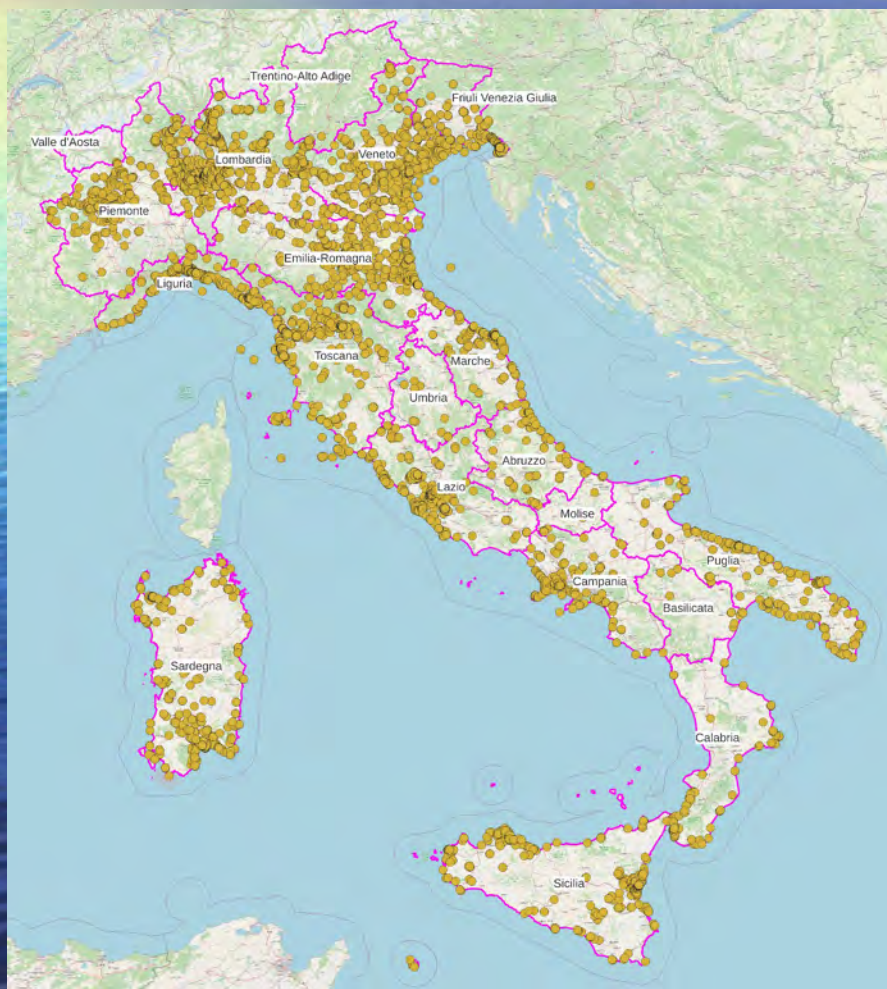 Trentino-Alto Adige
Friuli Venezia Giulia
Valle d'Aosta
Lombardia
Veneto
Piemonte
Emilia-Romagna
Liguria
Toscana
Marche
Umbria
Abruzzo
Lazio
Molise
Puglia
Campania
Basilicata
Sardegna
Calabria
Sicilia